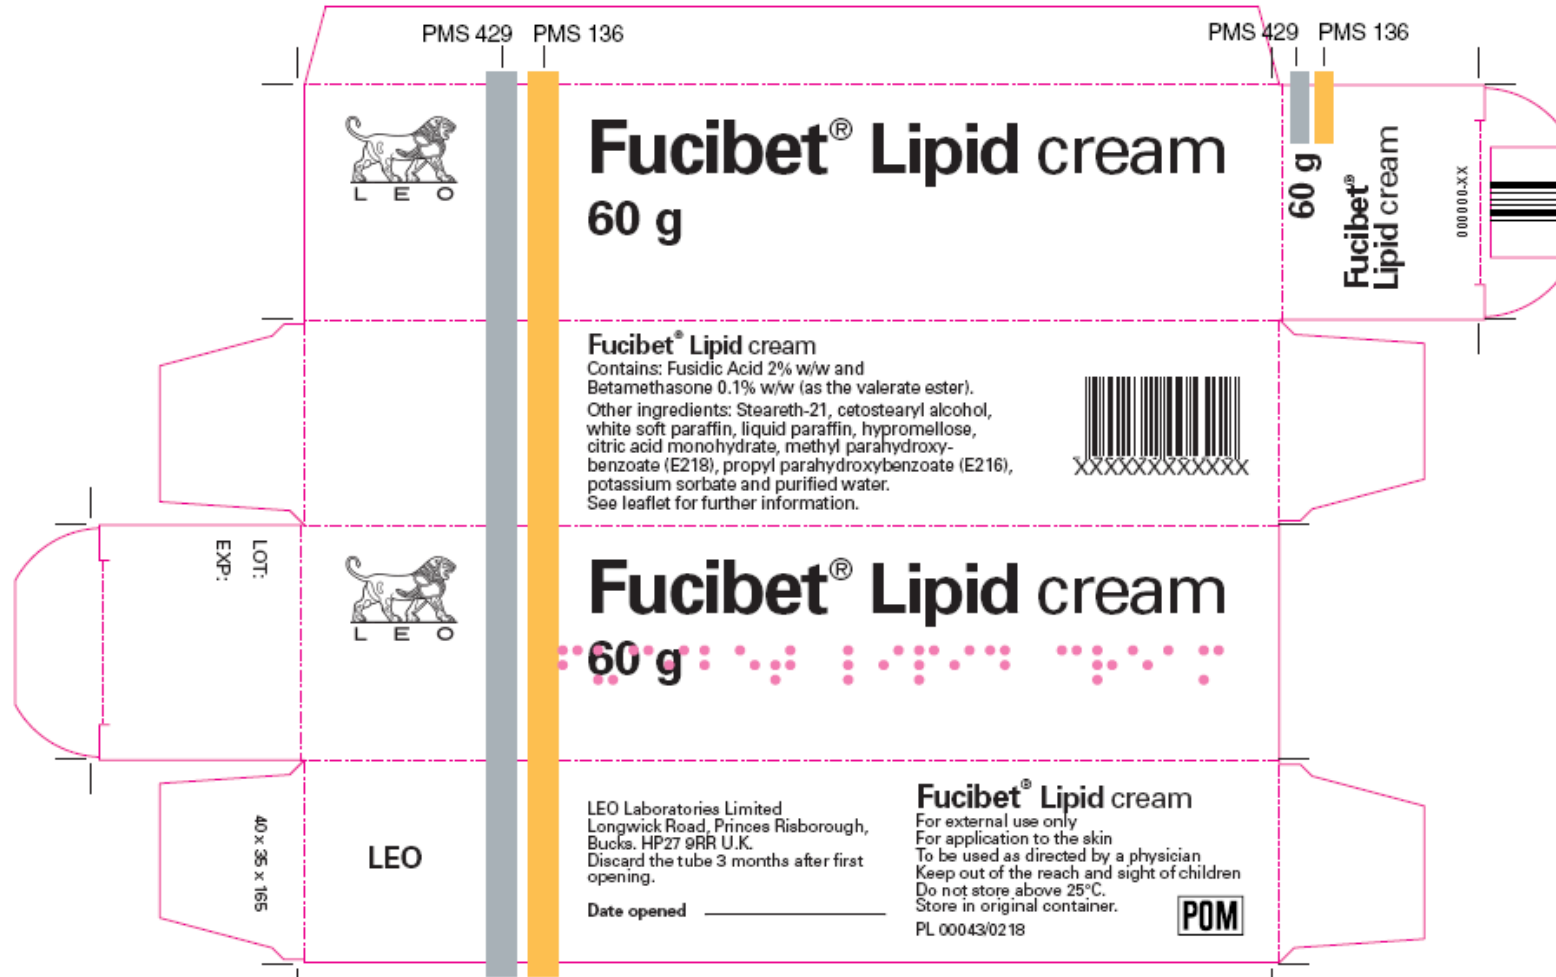 PMS 429 PMS 136
PMS 429 PMS 136
LEO
Fucibet® Lipid cream
60 g
60 g
Fucibet®
Lipid cream
000000-XX
Fucibet® Lipid cream
Contains: Fusidic Acid 2% w/w and
Betamethasone 0.1% w/w (as the valerate ester).
Other ingredients: Steareth-21, cetostearyl alcohol,
white soft paraffin, liquid paraffin, hypromellose,
citric acid monohydrate, methyl parahydroxy-
benzoate (E218), propyl parahydroxybenzoate (E216),
potassium sorbate and purified water.
See leaflet for further information.
XXXXXXXXXXXXX
LOT:
EXP:
LEO
Fucibet® Lipid cream
60 g
40 x 35 x 165
LEO
LEO Laboratories Limited
Longwick Road, Princes Risborough,
Bucks. HP27 9RR U.K.
Discard the tube 3 months after first
opening.
Date opened
Fucibet® Lipid cream
For external use only
For application to the skin
To be used as directed by a physician
Keep out of the reach and sight of children
Do not store above 25°C.
Store in original container.
PL 00043/0218
POM